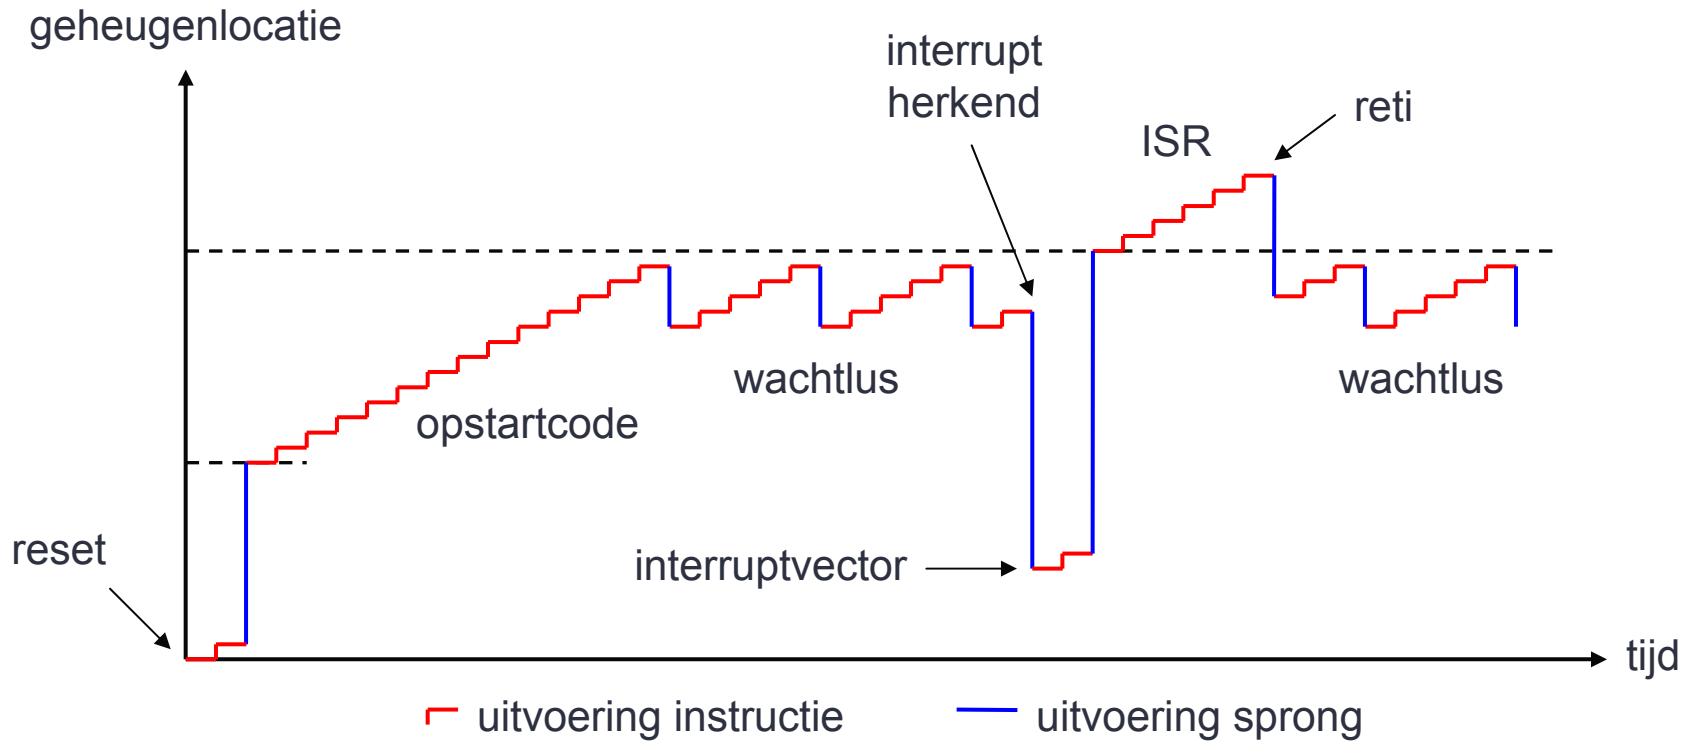 geheugenlocatie
interrupt
herkend
reti
ISR
wachtlus
wachtlus
opstartcode
reset
interruptvector
tijd
uitvoering instructie
uitvoering sprong